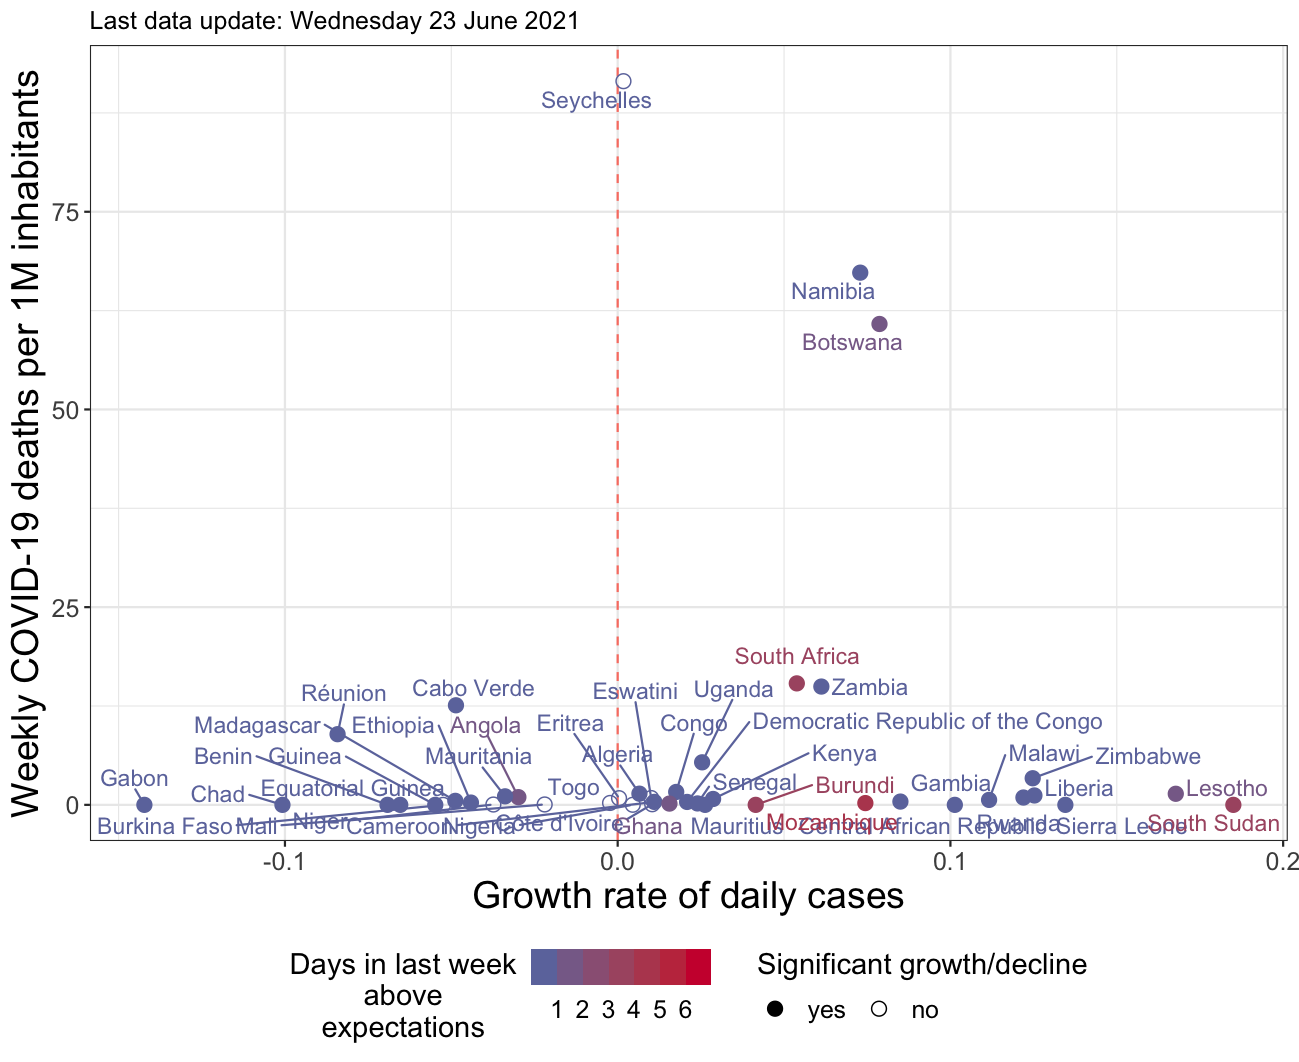 Last data update: Wednesday 23 June 2021
Weekly COVID-19 deaths per 1M inhabitants
75
50
25
0
Seychelles
Namibia
Botswana
South Africa
Réunion
Cabo Verde
Eswatini
Uganda
Zambia
Madagascar
Ethiopia
Angola
Eritrea
Congo
Democratic Republic of the Congo
Benin
Guinea
Mauritania
Algeria
Kenya
Malawi
Zimbabwe
Gabon
Chad
Equatorial Guinea
Togo
Senegal
Burundi
Gambia
Liberia
Lesotho
Burkina Faso
Mali
Niger
Cameroon
Nigeria
Côte d'Ivoire
Ghana
Mauritius
Mozambique
Central African Republic
Rwanda
Sierra Leone
South Sudan
-0.1
0.0
0.1
0.2
Growth rate of daily cases
Days in last week
above
expectations
1 2 3 4 5 6
Significant growth/decline
yes
no